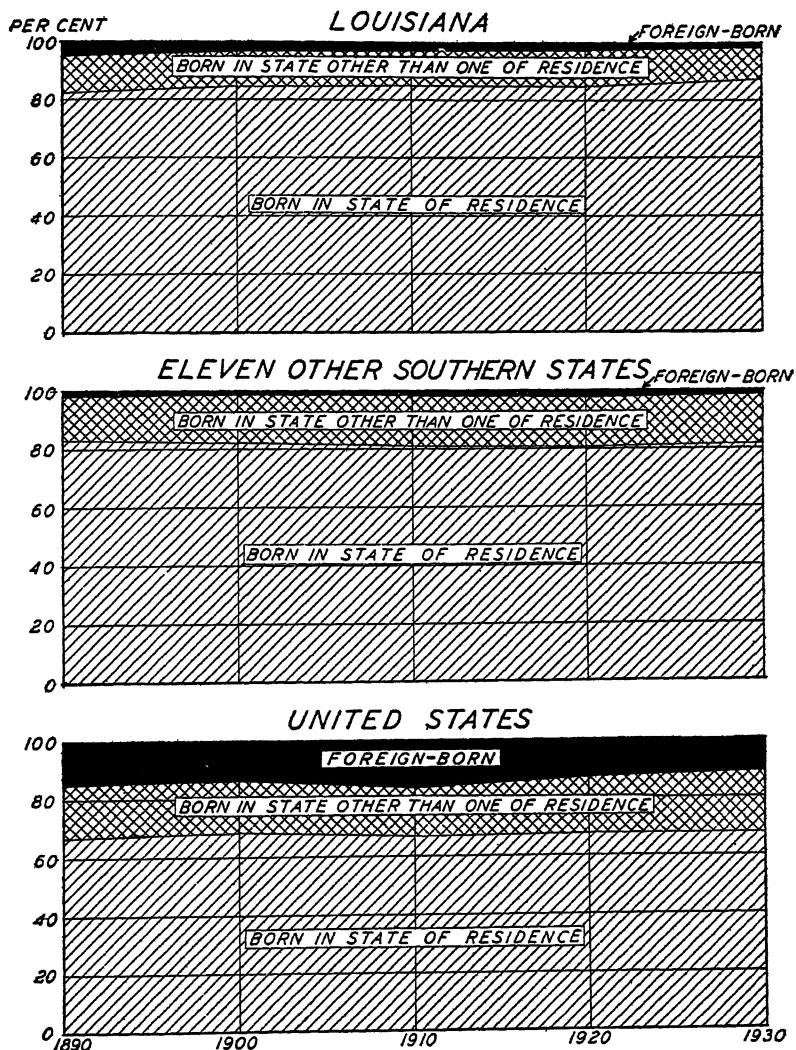 LOUISIANA
PER CENT
FOREIGN-BORN
100
BORN IN STATE OTHER THAN ONE OF RESIDENCE
80
60
BORN IN STATE OF RESIDENCE
40
20
0
ELEVEN OTHER SOUTHERN STATES
FOREIGN-BORN
100
BORN IN STATE OTHER THAN ONE OF RESIDENCE
80
60
BORN IN STATE OF RESIDENCE
40
20
0
UNITED STATES
100
FOREIGN-BORN
80
BORN IN STATE OTHER THAN ONE OF RESIDENCE
60
40
BORN IN STATE OF RESIDENCE
20
0
1890 1900 1910 1920 1930